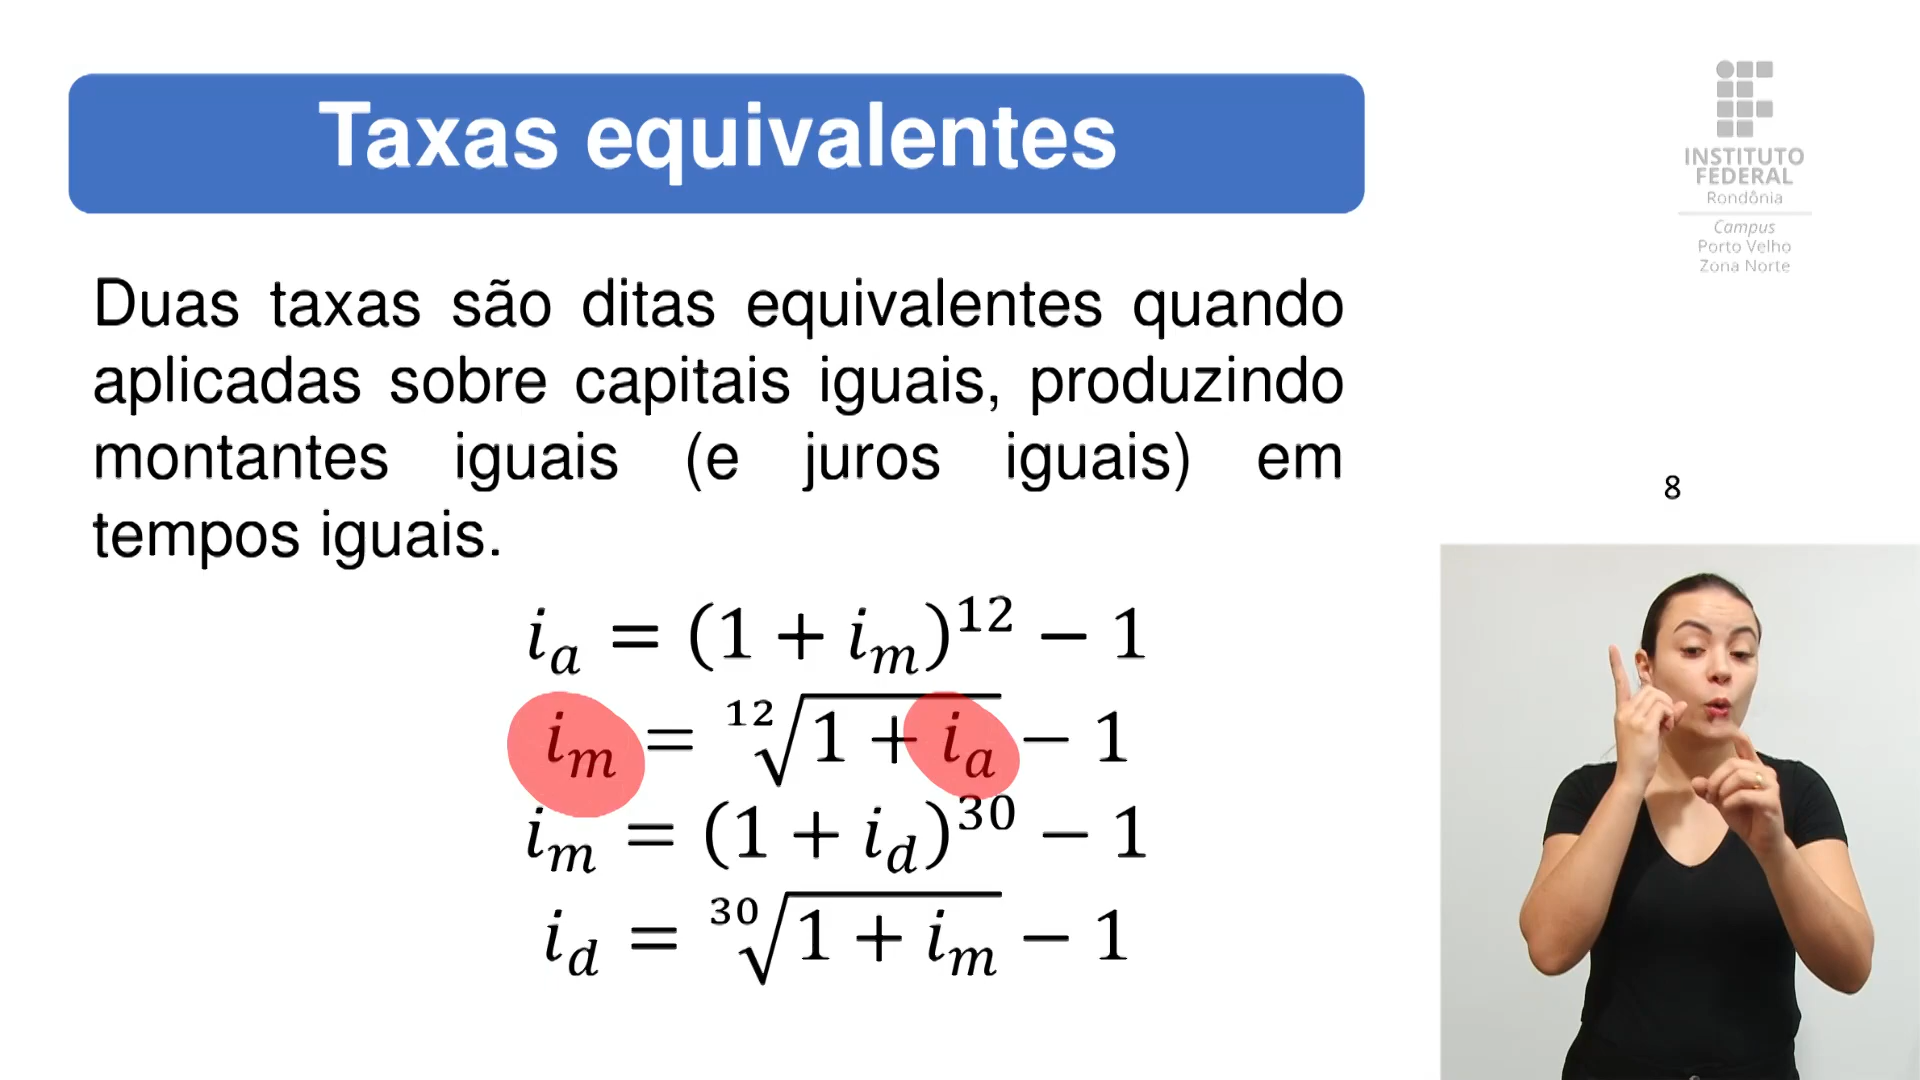 Taxas equivalentes
INSTITUTO
FEDERAL
Rondônia
Campus
Porto Velho
Zona Norte
Duas taxas são ditas equivalentes quando
aplicadas sobre capitais iguais, produzindo
montantes iguais (e juros iguais) em
tempos iguais.
8
i_a = (1 + i_m)^{12} − 1
i_m = \sqrt[12]{1 + i_a} − 1
i_m = (1 + i_d)^{30} − 1
i_d = \sqrt[30]{1 + i_m} − 1